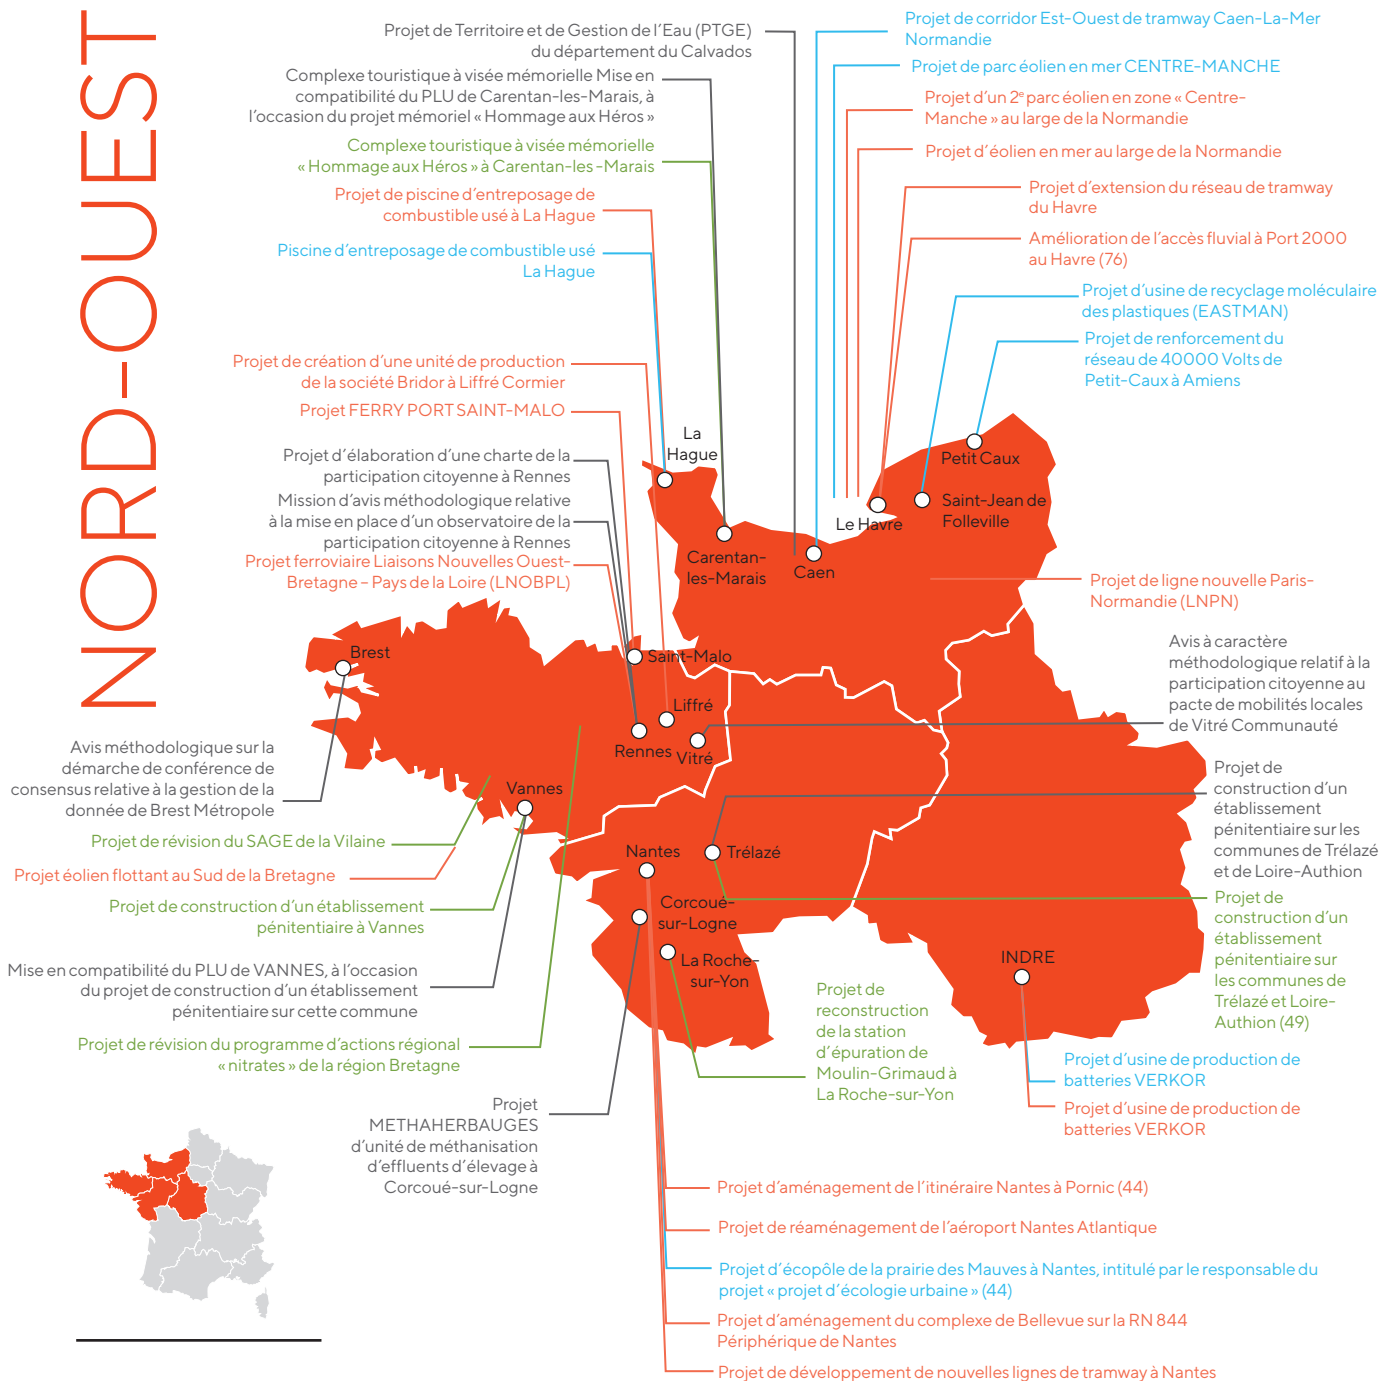 NORD-OUEST
Projet de Territoire et de Gestion de l’Eau (PTGE)
du département du Calvados
Complexe touristique à visée mémorielle Mise en
compatibilité du PLU de Carentan-les-Marais, à
l’occasion du projet mémoriel « Hommage aux Héros »
Complexe touristique à visée mémorielle
« Hommage aux Héros » à Carentan-les -Marais
Projet de piscine d’entreposage de
combustible usé à La Hague
Piscine d’entreposage de combustible usé
La Hague
Projet de création d’une unité de production
de la société Bridor à Liffré Cormier
Projet FERRY PORT SAINT-MALO
Projet d’élaboration d’une charte de la
participation citoyenne à Rennes
Mission d’avis méthodologique relative
à la mise en place d’un observatoire de la
participation citoyenne à Rennes
Projet ferroviaire Liaisons Nouvelles Ouest-
Bretagne – Pays de la Loire (LNOBPL)
Projet de corridor Est-Ouest de tramway Caen-La-Mer
Normandie
Projet de parc éolien en mer CENTRE-MANCHE
Projet d’un 2e parc éolien en zone « Centre-
Manche » au large de la Normandie
Projet d’éolien en mer au large de la Normandie
Projet d’extension du réseau de tramway
du Havre
Amélioration de l’accès fluvial à Port 2000
au Havre (76)
Projet d’usine de recyclage moléculaire
des plastiques (EASTMAN)
Projet de renforcement du
réseau de 40000 Volts de
Petit-Caux à Amiens
La
Hague
Petit Caux
Saint-Jean de
Folleville
Le Havre
Carentan-
les-Marais
Caen
Projet de ligne nouvelle Paris-
Normandie (LNPN)
Avis à caractère
méthodologique relatif à la
participation citoyenne au
pacte de mobilités locales
de Vitré Communauté
Brest
Saint-Malo
Liffré
Rennes
Vitré
Vannes
Nantes
Trélazé
Corcoué-
sur-Logne
La Roche-
sur-Yon
INDRE
Avis méthodologique sur la
démarche de conférence de
consensus relative à la gestion de la
donnée de Brest Métropole
Projet de révision du SAGE de la Vilaine
Projet éolien flottant au Sud de la Bretagne
Projet de construction d’un établissement
pénitentiaire à Vannes
Mise en compatibilité du PLU de VANNES, à l’occasion
du projet de construction d’un établissement
pénitentiaire sur cette commune
Projet de révision du programme d’actions régional
« nitrates » de la région Bretagne
Projet
METHAHERBAUGES
d’unité de méthanisation
d’effluents d’élevage à
Corcoué-sur-Logne
Projet de
construction d’un
établissement
pénitentiaire sur les
communes de Trélazé
et de Loire-Authion
Projet de
construction d’un
établissement
pénitentiaire sur
les communes de
Trélazé et Loire-
Authion (49)
Projet de
reconstruction
de la station
d’épuration de
Moulin-Grimaud à
La Roche-sur-Yon
Projet d’usine de production de
batteries VERKOR
Projet d’usine de production de
batteries VERKOR
Projet d’aménagement de l’itinéraire Nantes à Pornic (44)
Projet de réaménagement de l’aéroport Nantes Atlantique
Projet d’écopôle de la prairie des Mauves à Nantes, intitulé par le responsable du
projet « projet d’écologie urbaine » (44)
Projet d’aménagement du complexe de Bellevue sur la RN 844
Périphérique de Nantes
Projet de développement de nouvelles lignes de tramway à Nantes